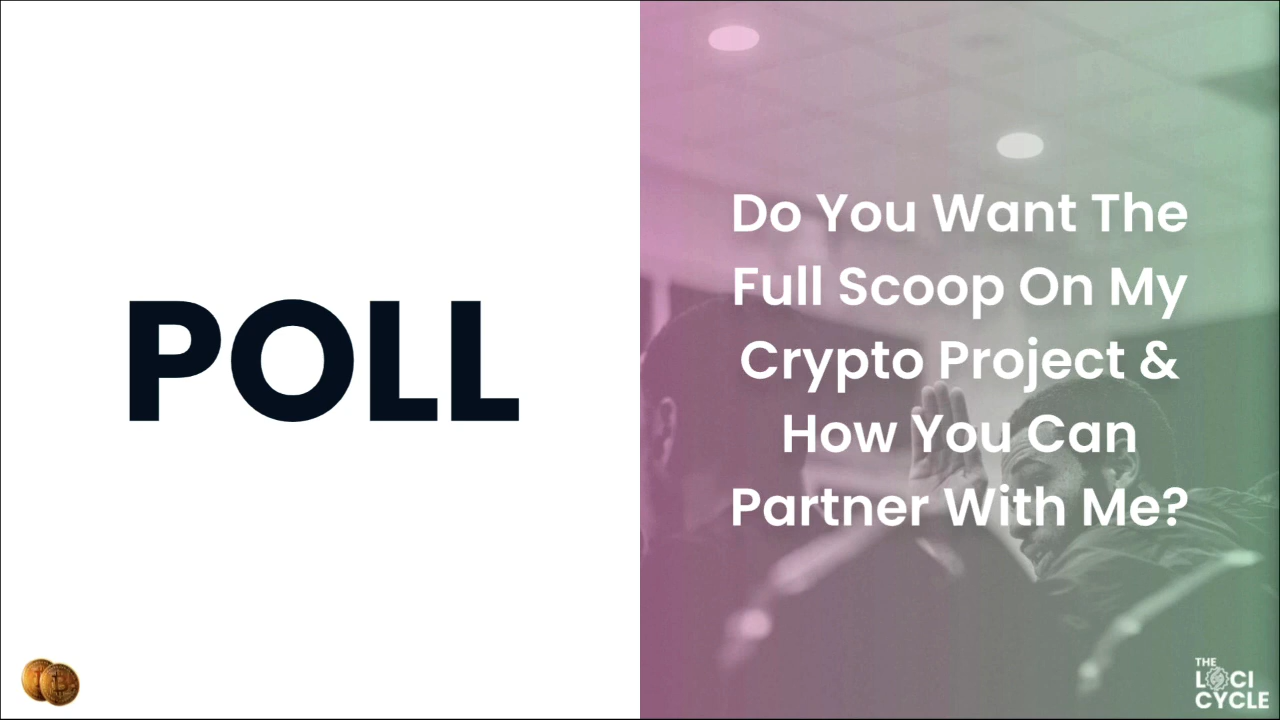 POLL
Do You Want The
Full Scoop On My
Crypto Project &
How You Can
Partner With Me?
THE
LOCI
CYCLE